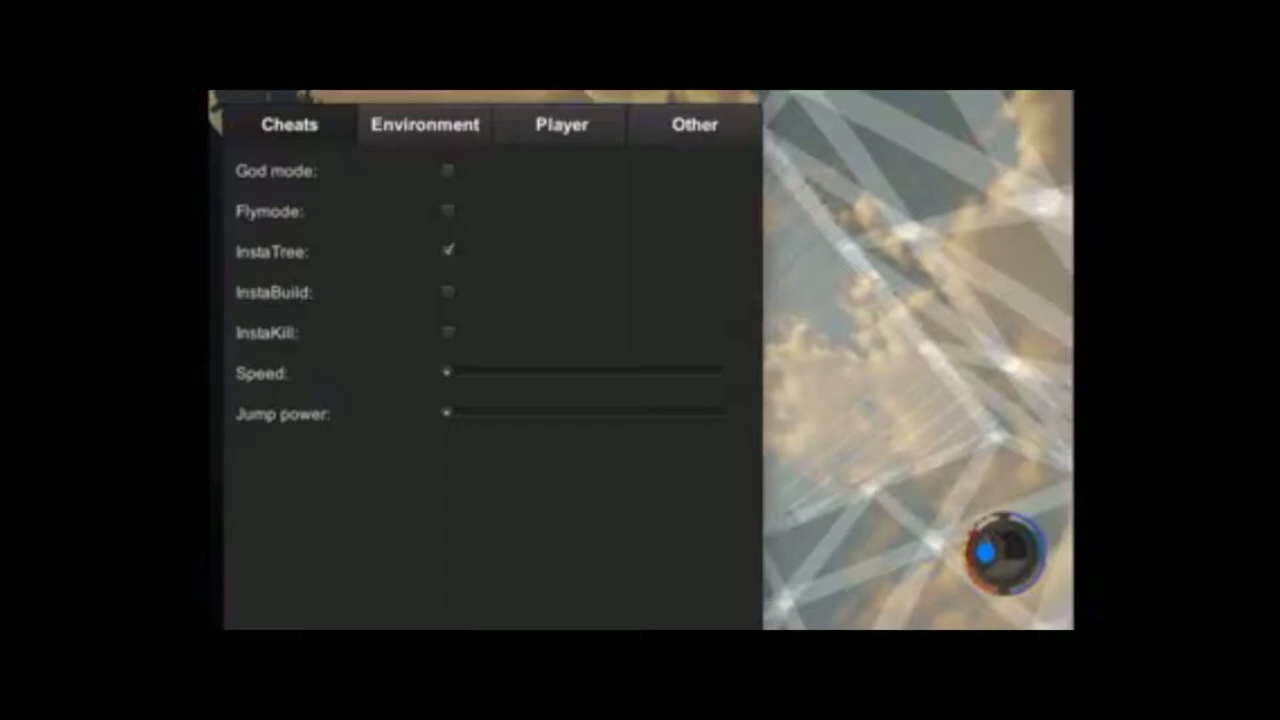 Cheats Environment Player Other
God mode:
Flymode:
InstaTree:
InstaBuild:
InstaKill:
Speed:
Jump power: